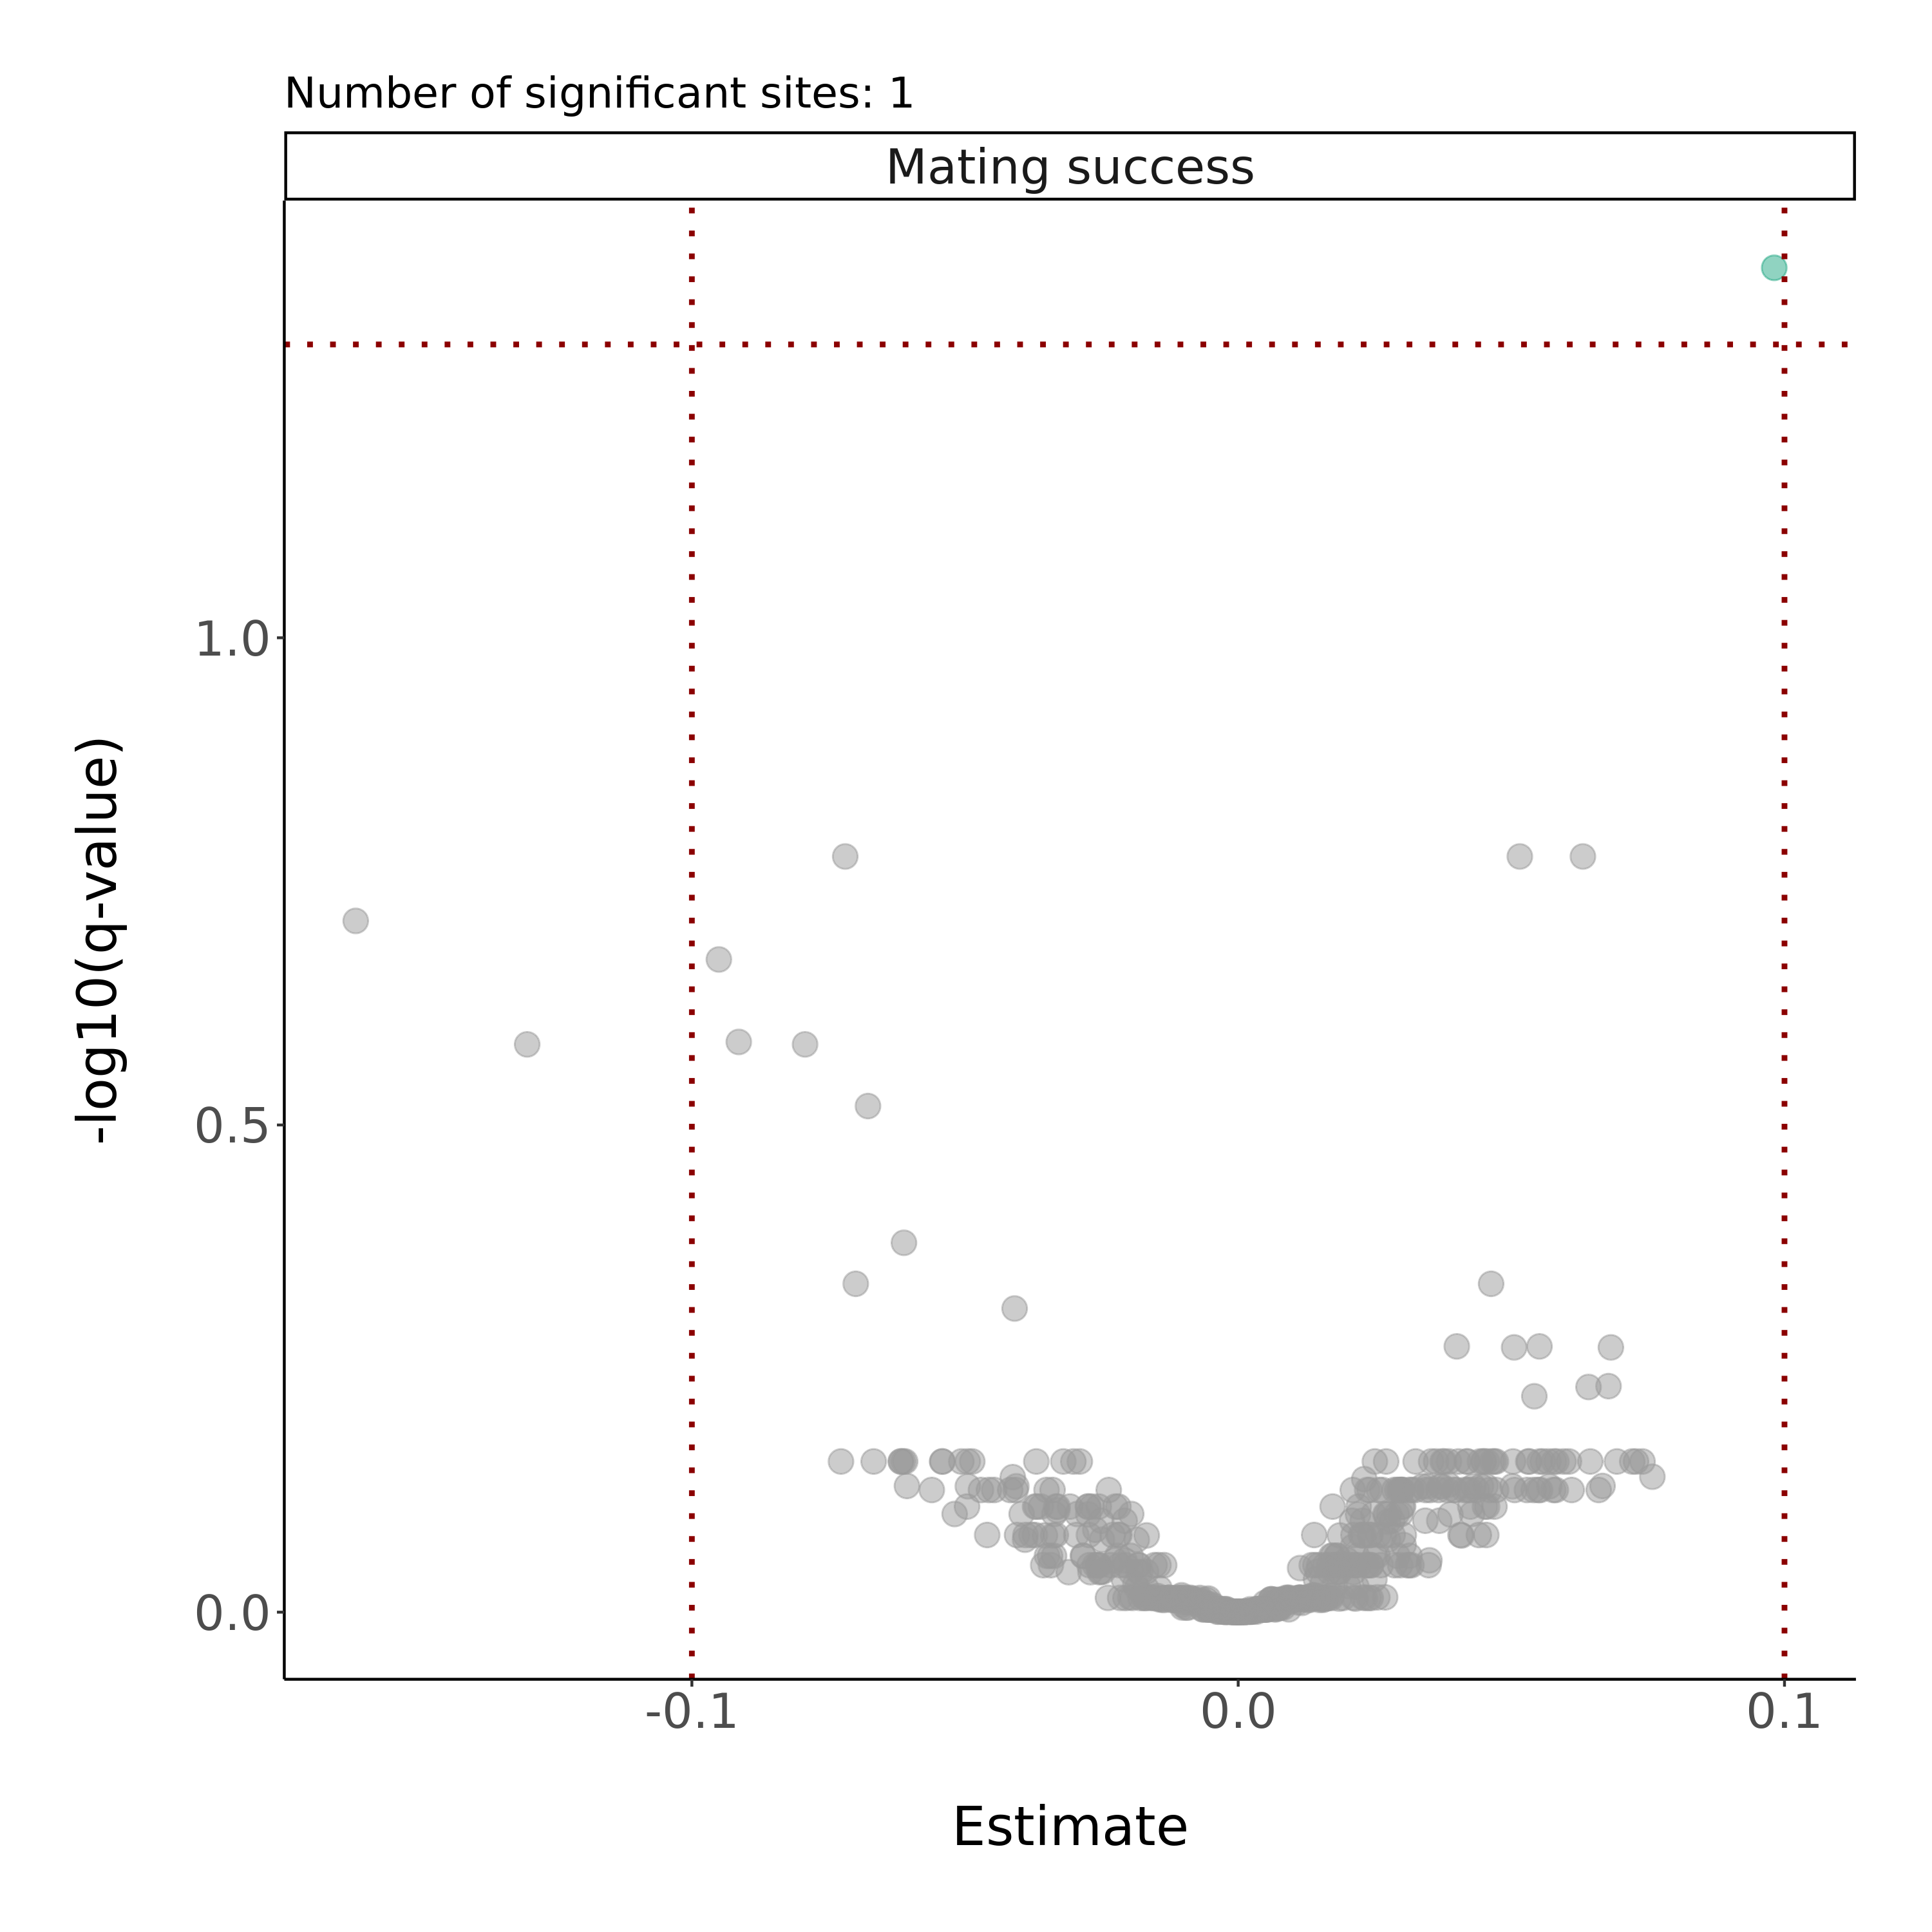 Number of significant sites: 1
Mating success
-log10(q-value)
1.0
0.5
0.0
-0.1
0.0
0.1
Estimate